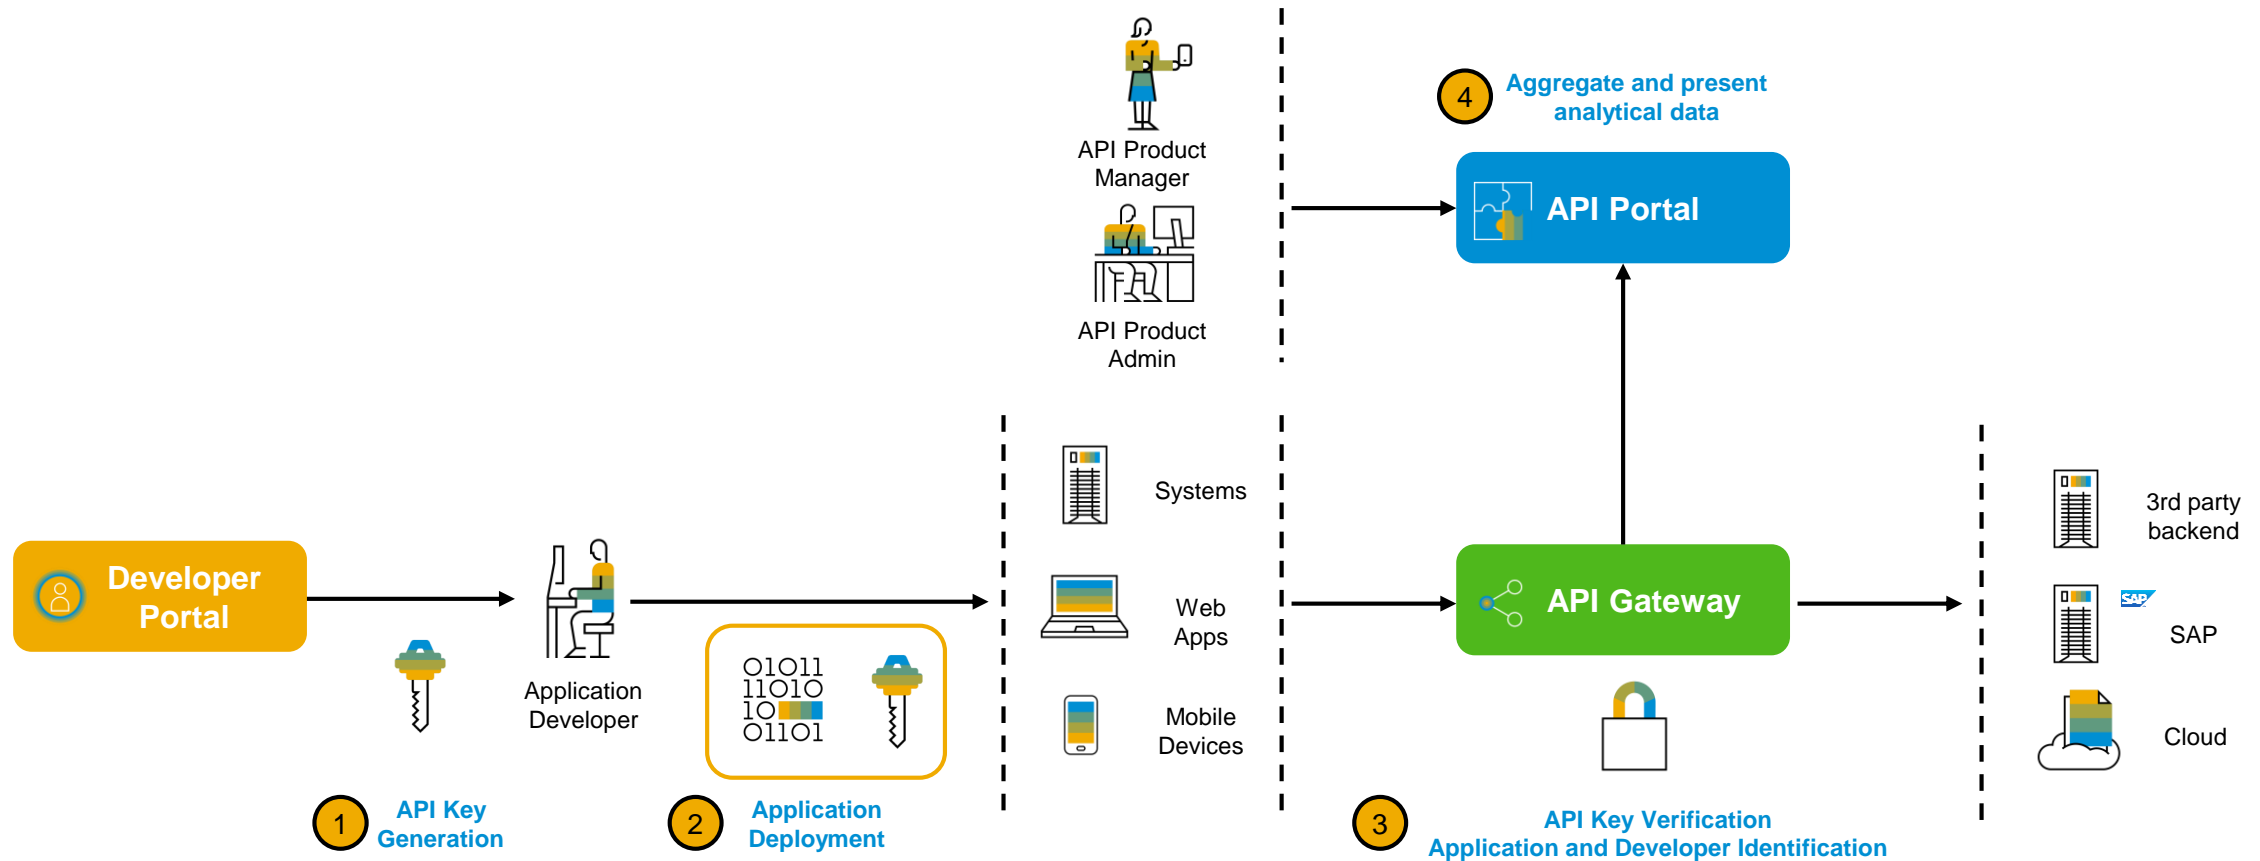 API Product
Manager
API Product
Admin
4
Aggregate and present
analytical data
API Portal
Developer
Portal
Application
Developer
01011
11010
10
01101
Systems
Web
Apps
Mobile
Devices
API Gateway
3rd party
backend
SAP
SAP
Cloud
1
API Key
Generation
2
Application
Deployment
3
API Key Verification
Application and Developer Identification